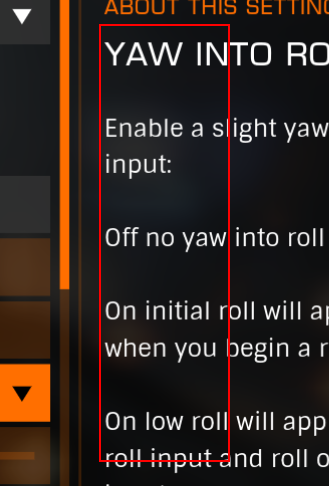 ABOUT THIS SETTING
YAW INTO RO
Enable a slight yaw
input:
Off no yaw into roll
On initial roll will a
when you begin a r
On low roll will app
roll input and roll o